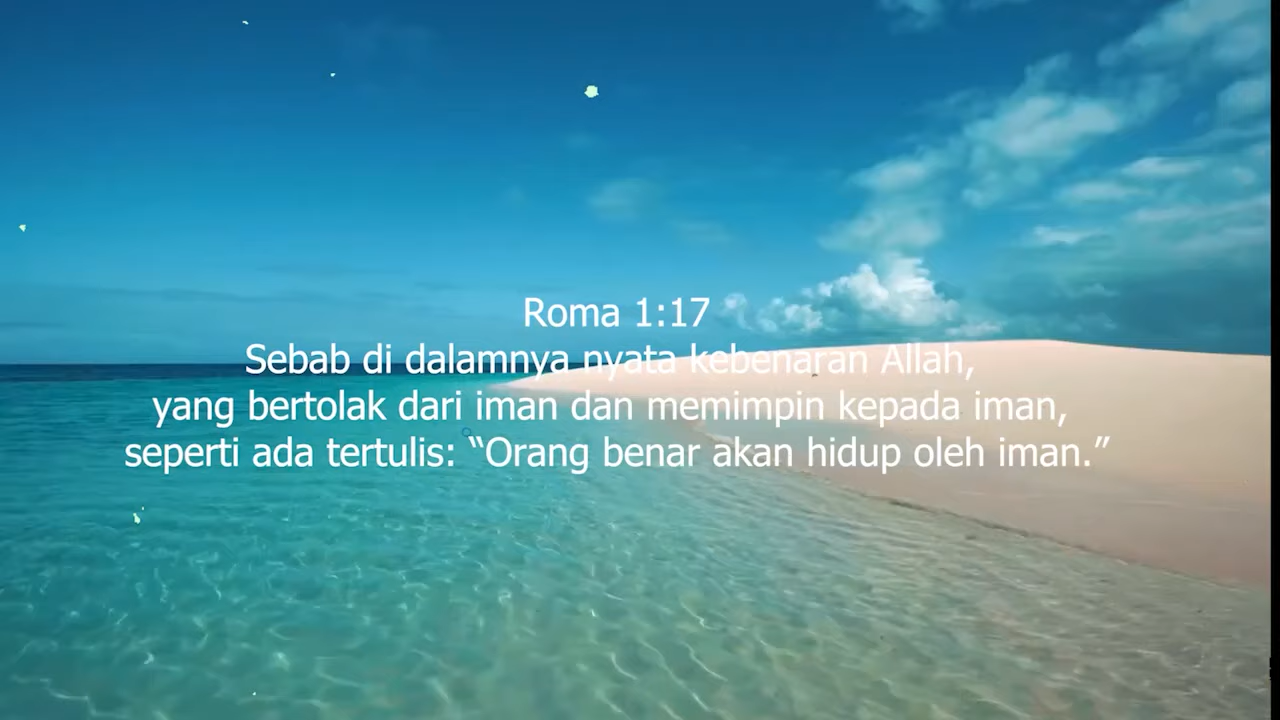 Roma 1:17
Sebab di dalamnya nyata kebenaran Allah,
yang bertolak dari iman dan memimpin kepada iman,
seperti ada tertulis: “Orang benar akan hidup oleh iman.”